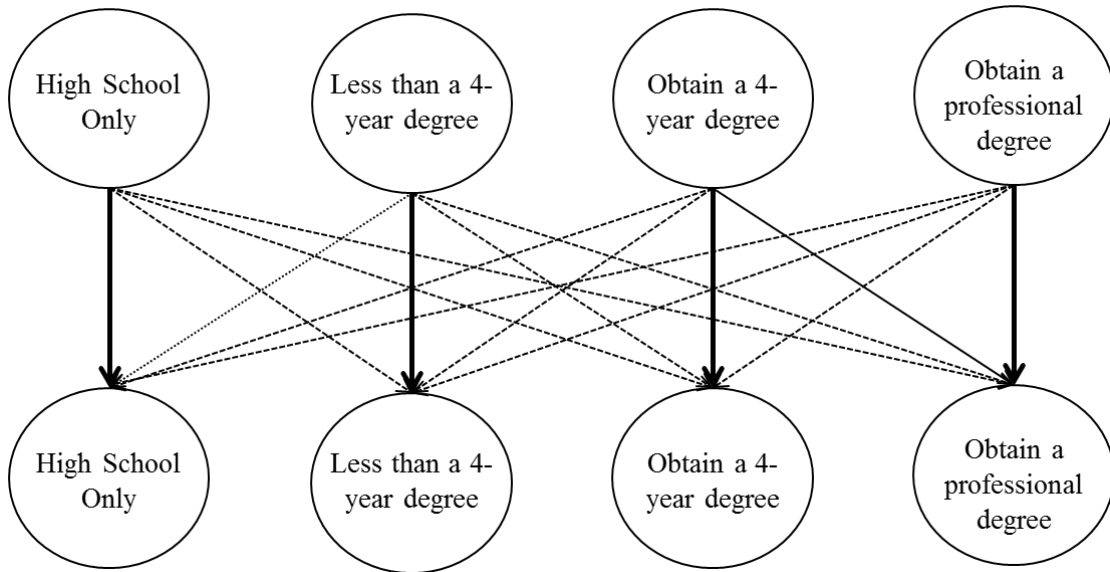 High School
Only
Less than a 4-
year degree
Obtain a 4-
year degree
Obtain a
professional
degree
High School
Only
Less than a 4-
year degree
Obtain a 4-
year degree
Obtain a
professional
degree